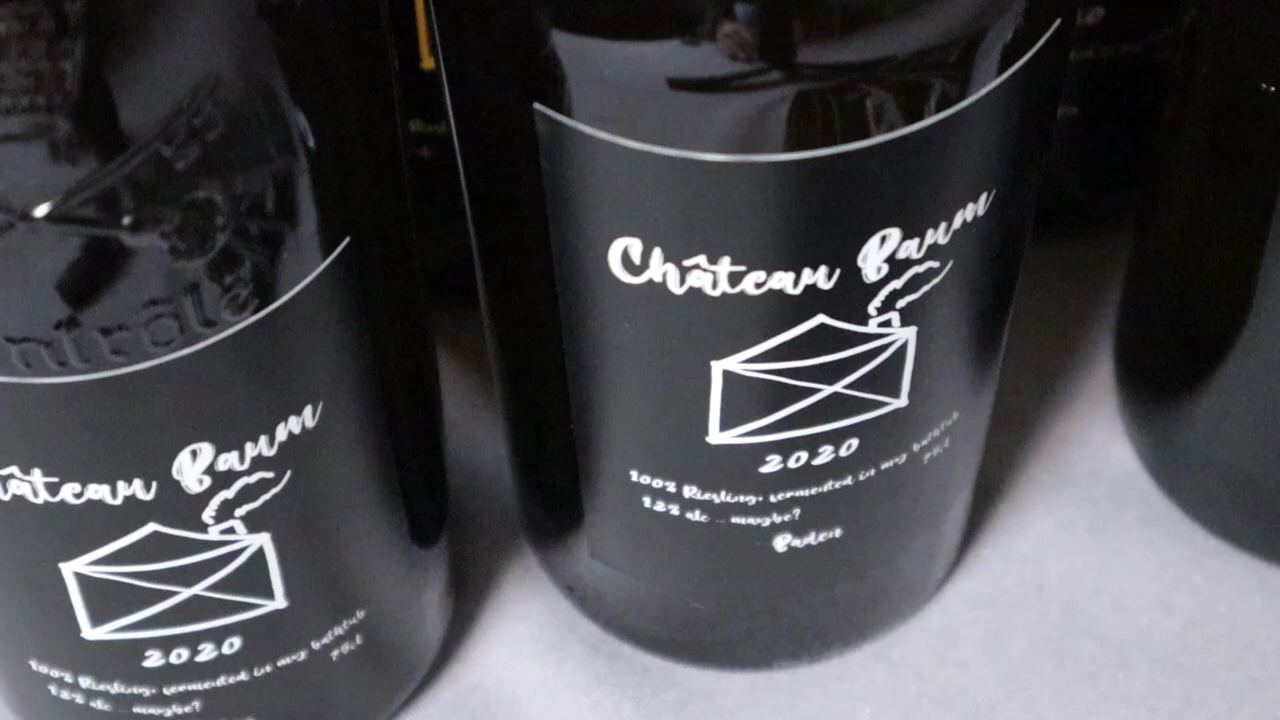 Château Baum
2020
100% Riesling, fermented in my bathtub
12% alc ... maybe?
75cl
Baden
âteau Baum
2020
100% Riesling, fermented in my bathtub
12% alc ... maybe?
75cl